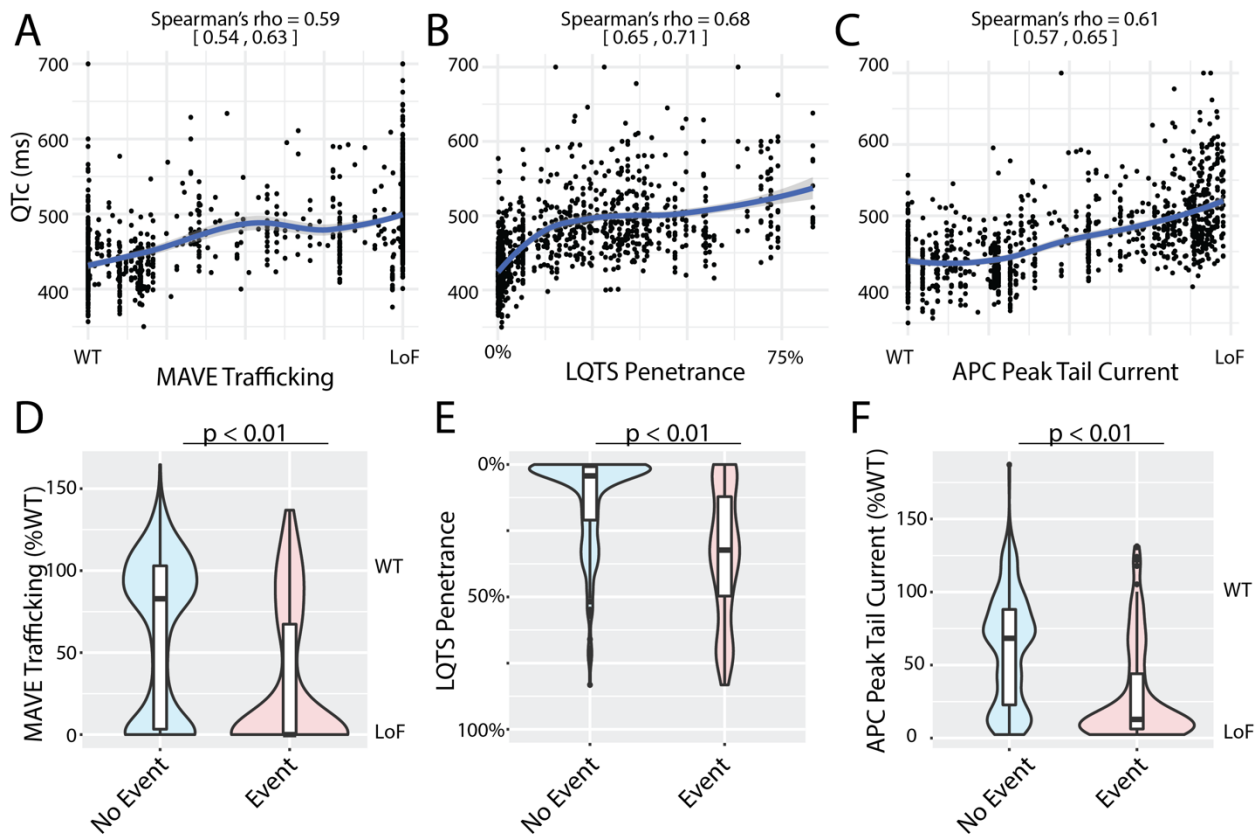 A
Spearman's rho = 0.59
[ 0.54 , 0.63 ]
QTc (ms)
700
600
500
400
WT
LoF
MAVE Trafficking
B
Spearman's rho = 0.68
[ 0.65 , 0.71 ]
700
600
500
400
0%
75%
LQTS Penetrance
C
Spearman's rho = 0.61
[ 0.57 , 0.65 ]
700
600
500
400
WT
LoF
APC Peak Tail Current
D
p < 0.01
MAVE Trafficking (%WT)
150
100
50
0
WT
LoF
No Event
Event
E
p < 0.01
LQTS Penetrance
0%
50%
100%
No Event
Event
F
p < 0.01
APC Peak Tail Current (%WT)
150
100
50
0
WT
LoF
No Event
Event